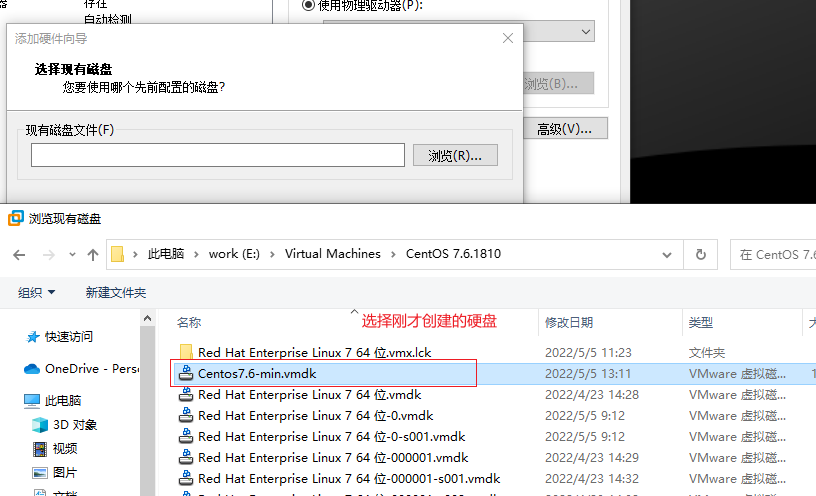 存在
自动检测
使用物理驱动器(P):
添加硬件向导
选择现有磁盘
您要使用哪个先前配置的磁盘?
浏览(B)...
现有磁盘文件(F)
浏览(R)...
高级(V)...
浏览现有磁盘
此电脑 › work (E:) › Virtual Machines › CentOS 7.6.1810
在 CentOS 7.6
组织
新建文件夹
名称
选择刚才创建的硬盘
修改日期
类型
快速访问
OneDrive - Pers
此电脑
3D 对象
视频
图片
文档
Red Hat Enterprise Linux 7 64 位.vmx.lck 2022/5/5 11:23 文件夹
Centos7.6-min.vmdk 2022/5/5 13:11 VMware 虚拟磁...
Red Hat Enterprise Linux 7 64 位.vmdk 2022/4/23 14:28 VMware 虚拟磁...
Red Hat Enterprise Linux 7 64 位-0.vmdk 2022/5/5 9:12 VMware 虚拟磁...
Red Hat Enterprise Linux 7 64 位-0-s001.vmdk 2022/5/5 9:12 VMware 虚拟磁...
Red Hat Enterprise Linux 7 64 位-000001.vmdk 2022/4/23 14:29 VMware 虚拟磁...
Red Hat Enterprise Linux 7 64 位-000001-s001.vmdk 2022/4/23 14:32 VMware 虚拟磁...